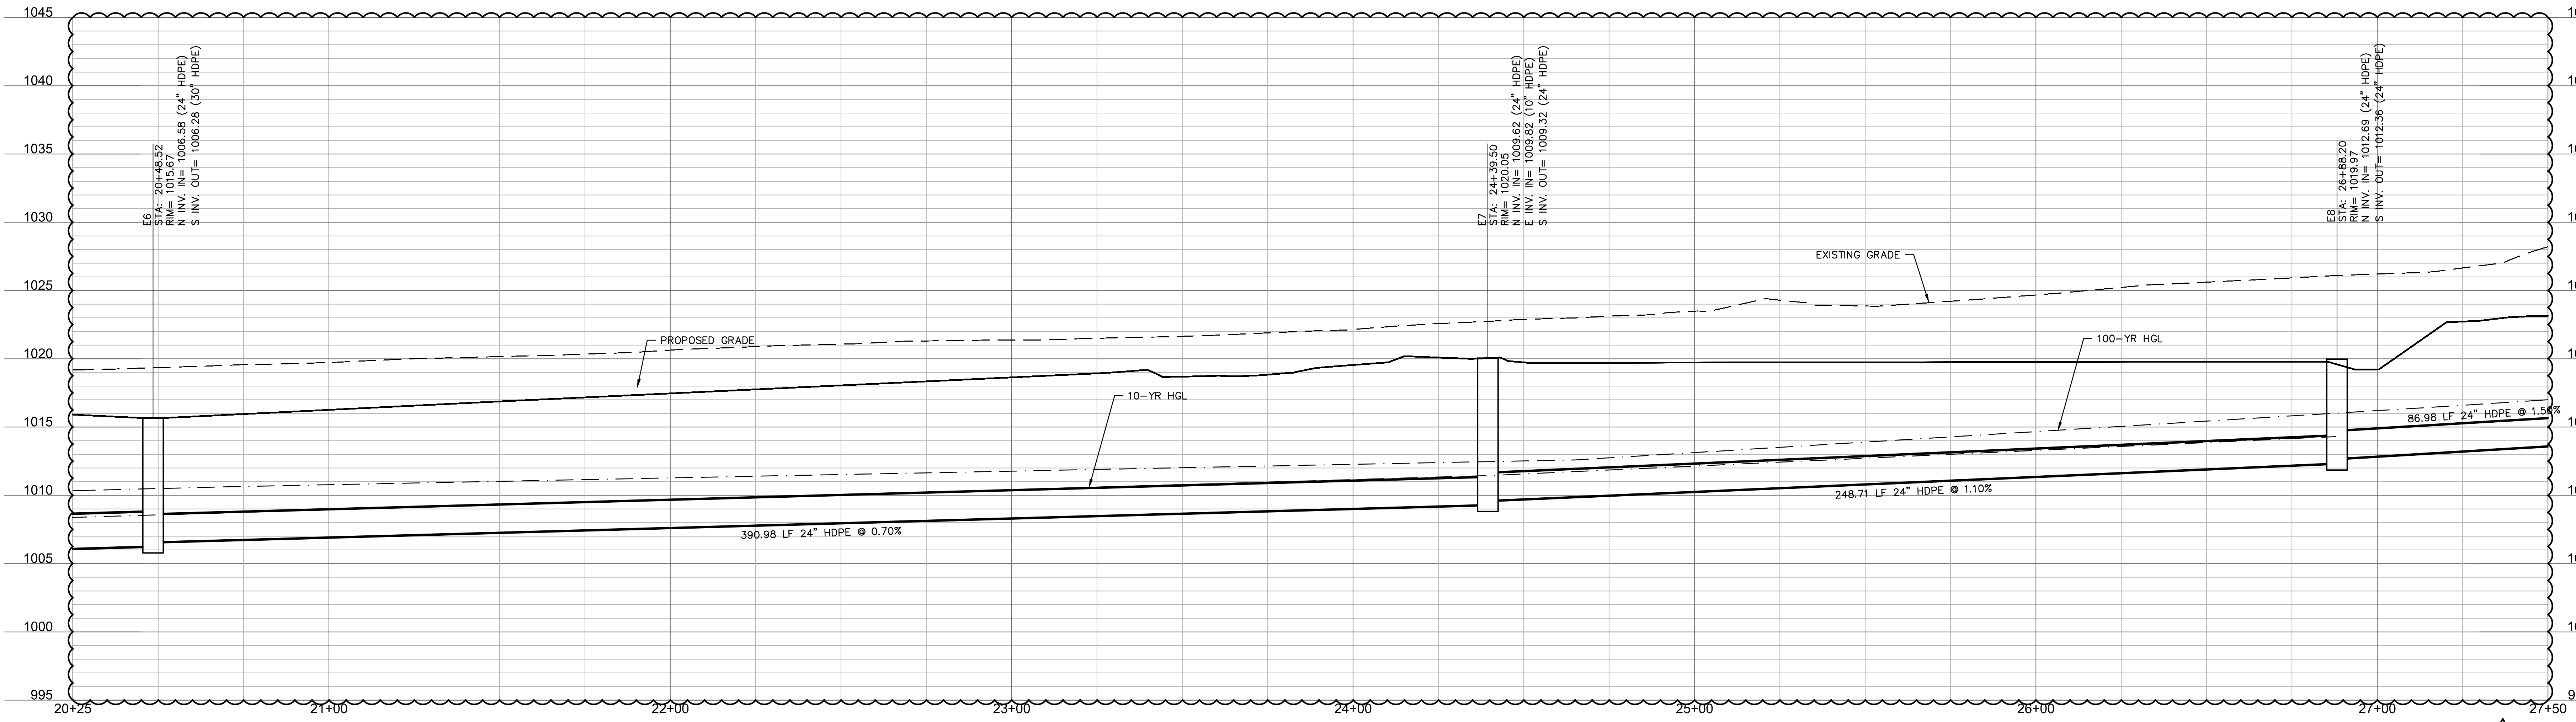 1045
1040
1035
1030
1025
1020
1015
1010
1005
1000
995
E6
STA: 20+48.52
RIM= 1015.67
N INV. IN= 1006.58 (24" HDPE)
S INV. OUT= 1006.28 (30" HDPE)
E7
STA: 24+39.50
RIM= 1020.05
N INV. IN= 1009.62 (24" HDPE)
E INV. IN= 1009.82 (10" HDPE)
S INV. OUT= 1009.32 (24" HDPE)
E8
STA: 26+88.20
RIM= 1019.97
N INV. IN= 1012.69 (24" HDPE)
S INV. OUT= 1012.36 (24" HDPE)
EXISTING GRADE
PROPOSED GRADE
100-YR HGL
10-YR HGL
86.98 LF 24" HDPE @
248.71 LF 24" HDPE @ 1.10%
390.98 LF 24" HDPE @ 0.70%
20+25
21+00
22+00
23+00
24+00
25+00
26+00
27+00
27+50